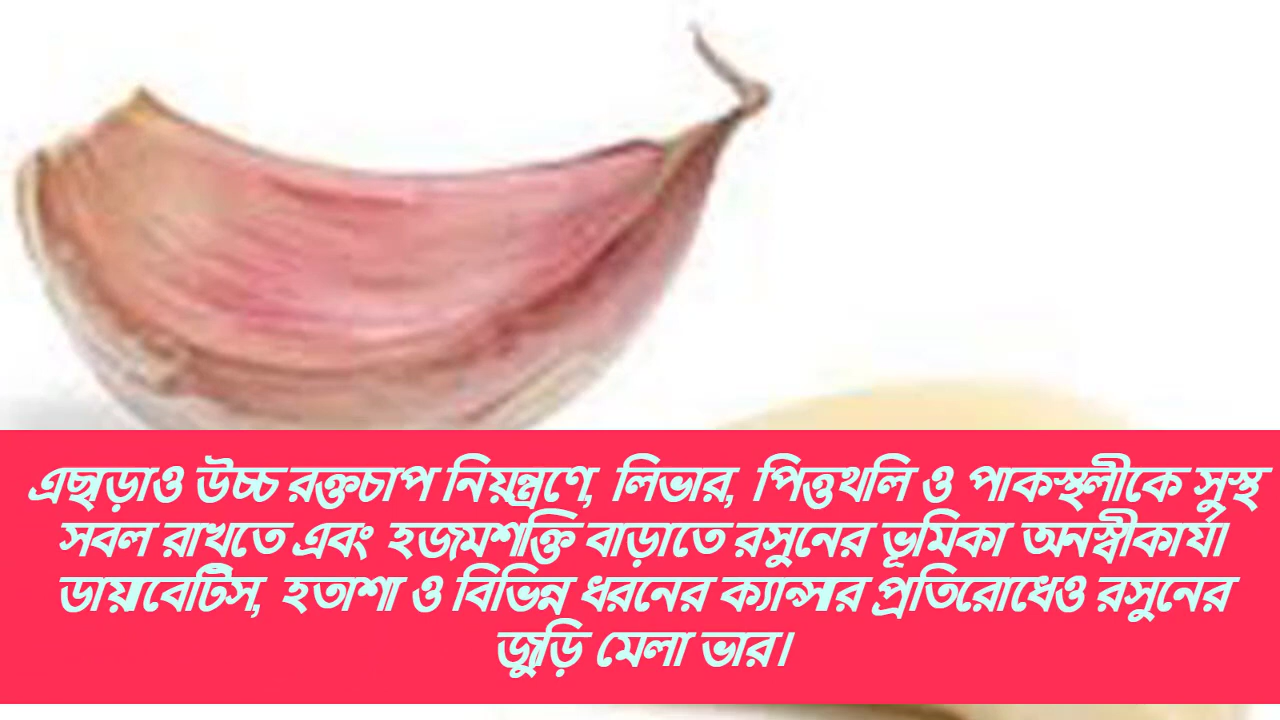 এছাড়াও উচ্চ রক্তচাপ নিয়ন্ত্রণে, লিভার, পিত্তথলি ও পাকস্থলীকে সুস্থ
সবল রাখতে এবং হজমশক্তি বাড়াতে রসুনের ভূমিকা অনস্বীকার্য।
ডায়বেটিস, হতাশা ও বিভিন্ন ধরনের ক্যান্সার প্রতিরোধেও রসুনের
জুড়ি মেলা ভার।